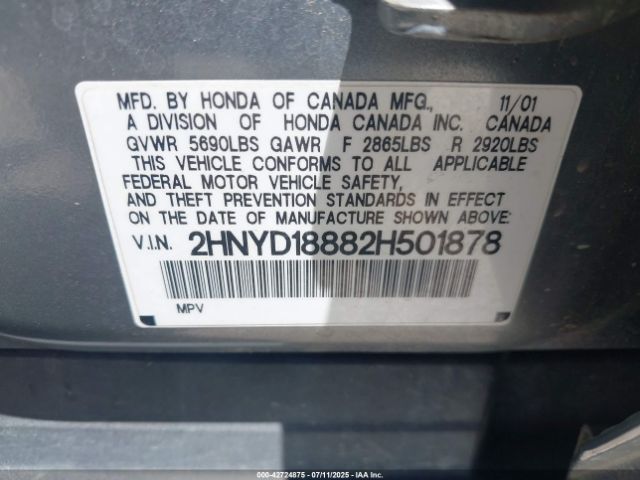 MFD. BY HONDA OF CANADA MFG., 11/01
A DIVISION OF HONDA CANADA INC. CANADA
GVWR 5690LBS GAWR F 2865LBS R 2920LBS
THIS VEHICLE CONFORMS TO ALL APPLICABLE
FEDERAL MOTOR VEHICLE SAFETY,
AND THEFT PREVENTION STANDARDS IN EFFECT
ON THE DATE OF MANUFACTURE SHOWN ABOVE.
V.I.N. 2HNYD18882H501878
MPV
000-42724875 - 07/11/2025 - IAA Inc.